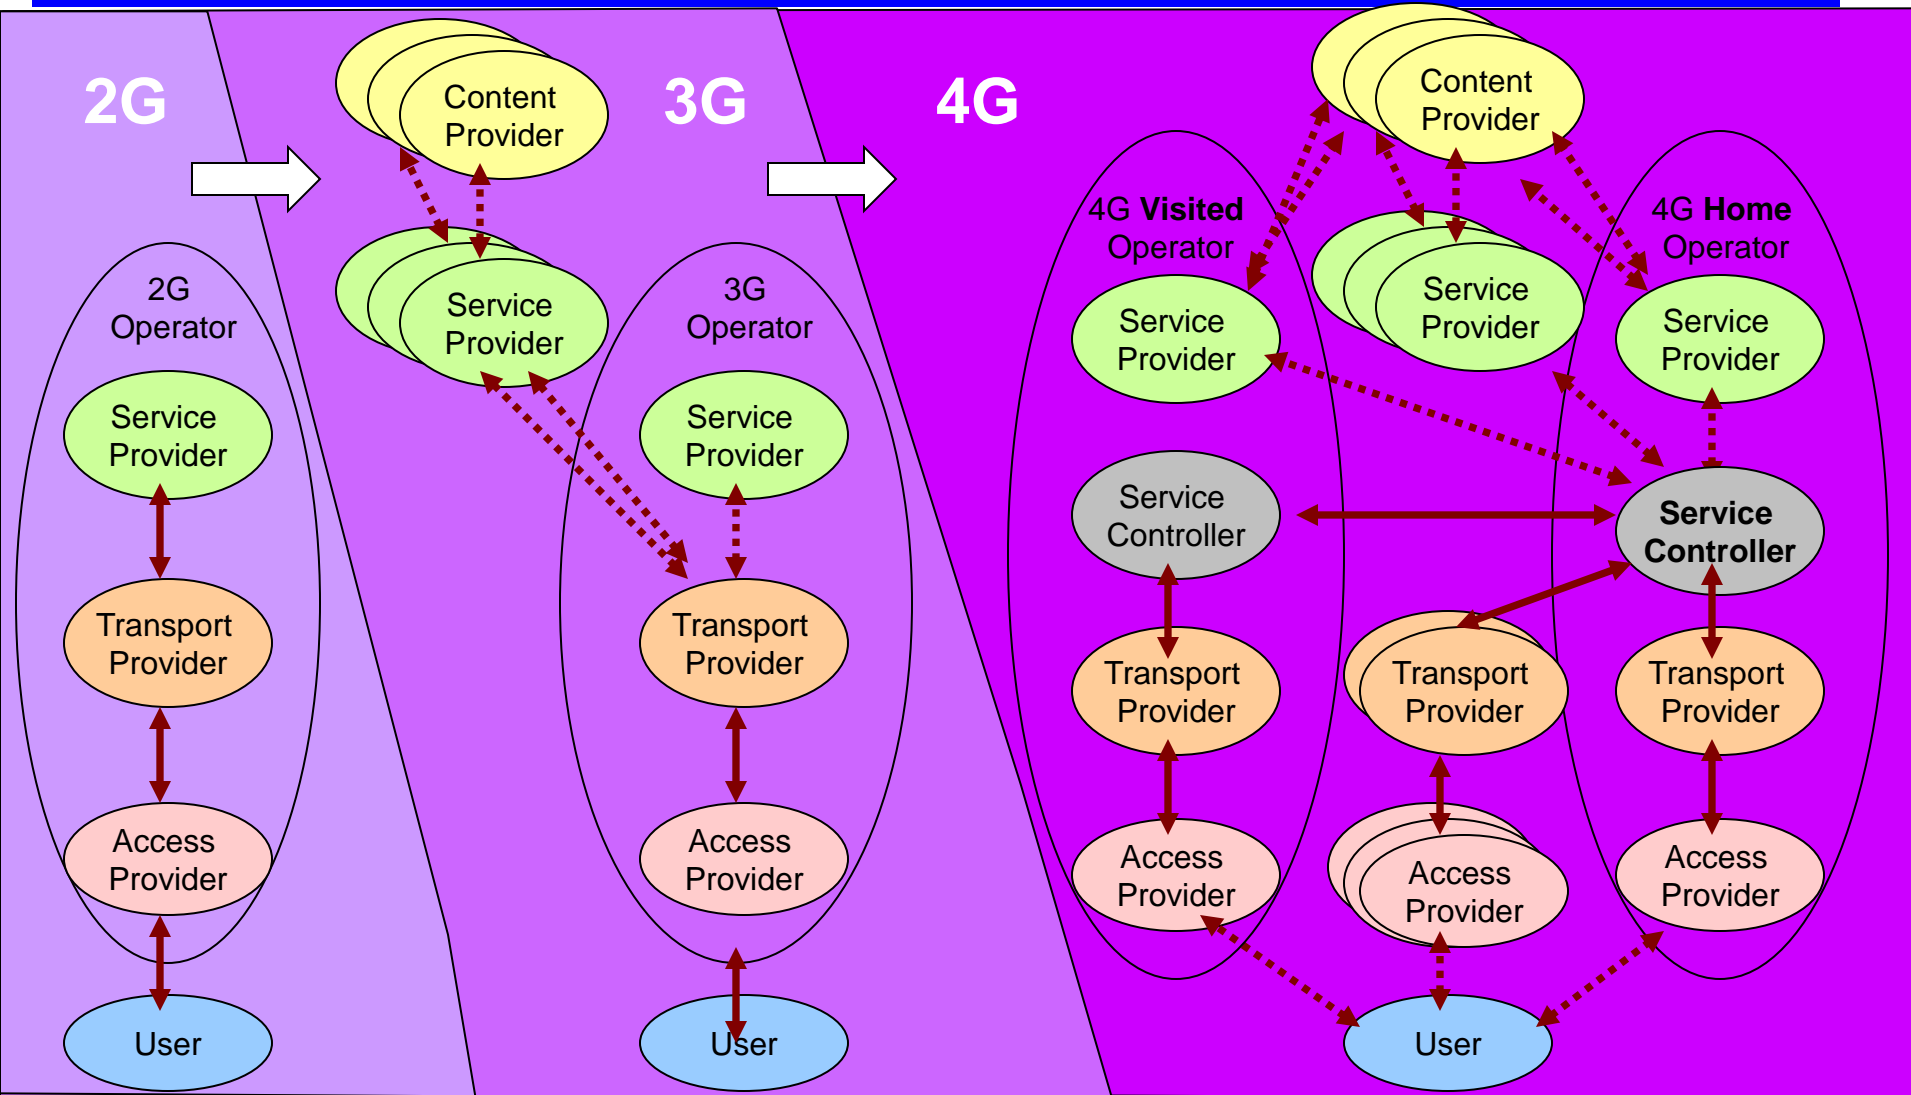 2G
3G
4G
Content
Provider
Content
Provider
2G
Operator
Service
Provider
3G
Operator
4G Visited
Operator
Service
Provider
4G Home
Operator
Service
Provider
Service
Provider
Service
Provider
Service
Provider
Service
Provider
Service
Controller
Service
Controller
Transport
Provider
Transport
Provider
Transport
Provider
Transport
Provider
Transport
Provider
Access
Provider
Access
Provider
Access
Provider
Access
Provider
Access
Provider
User
User
User